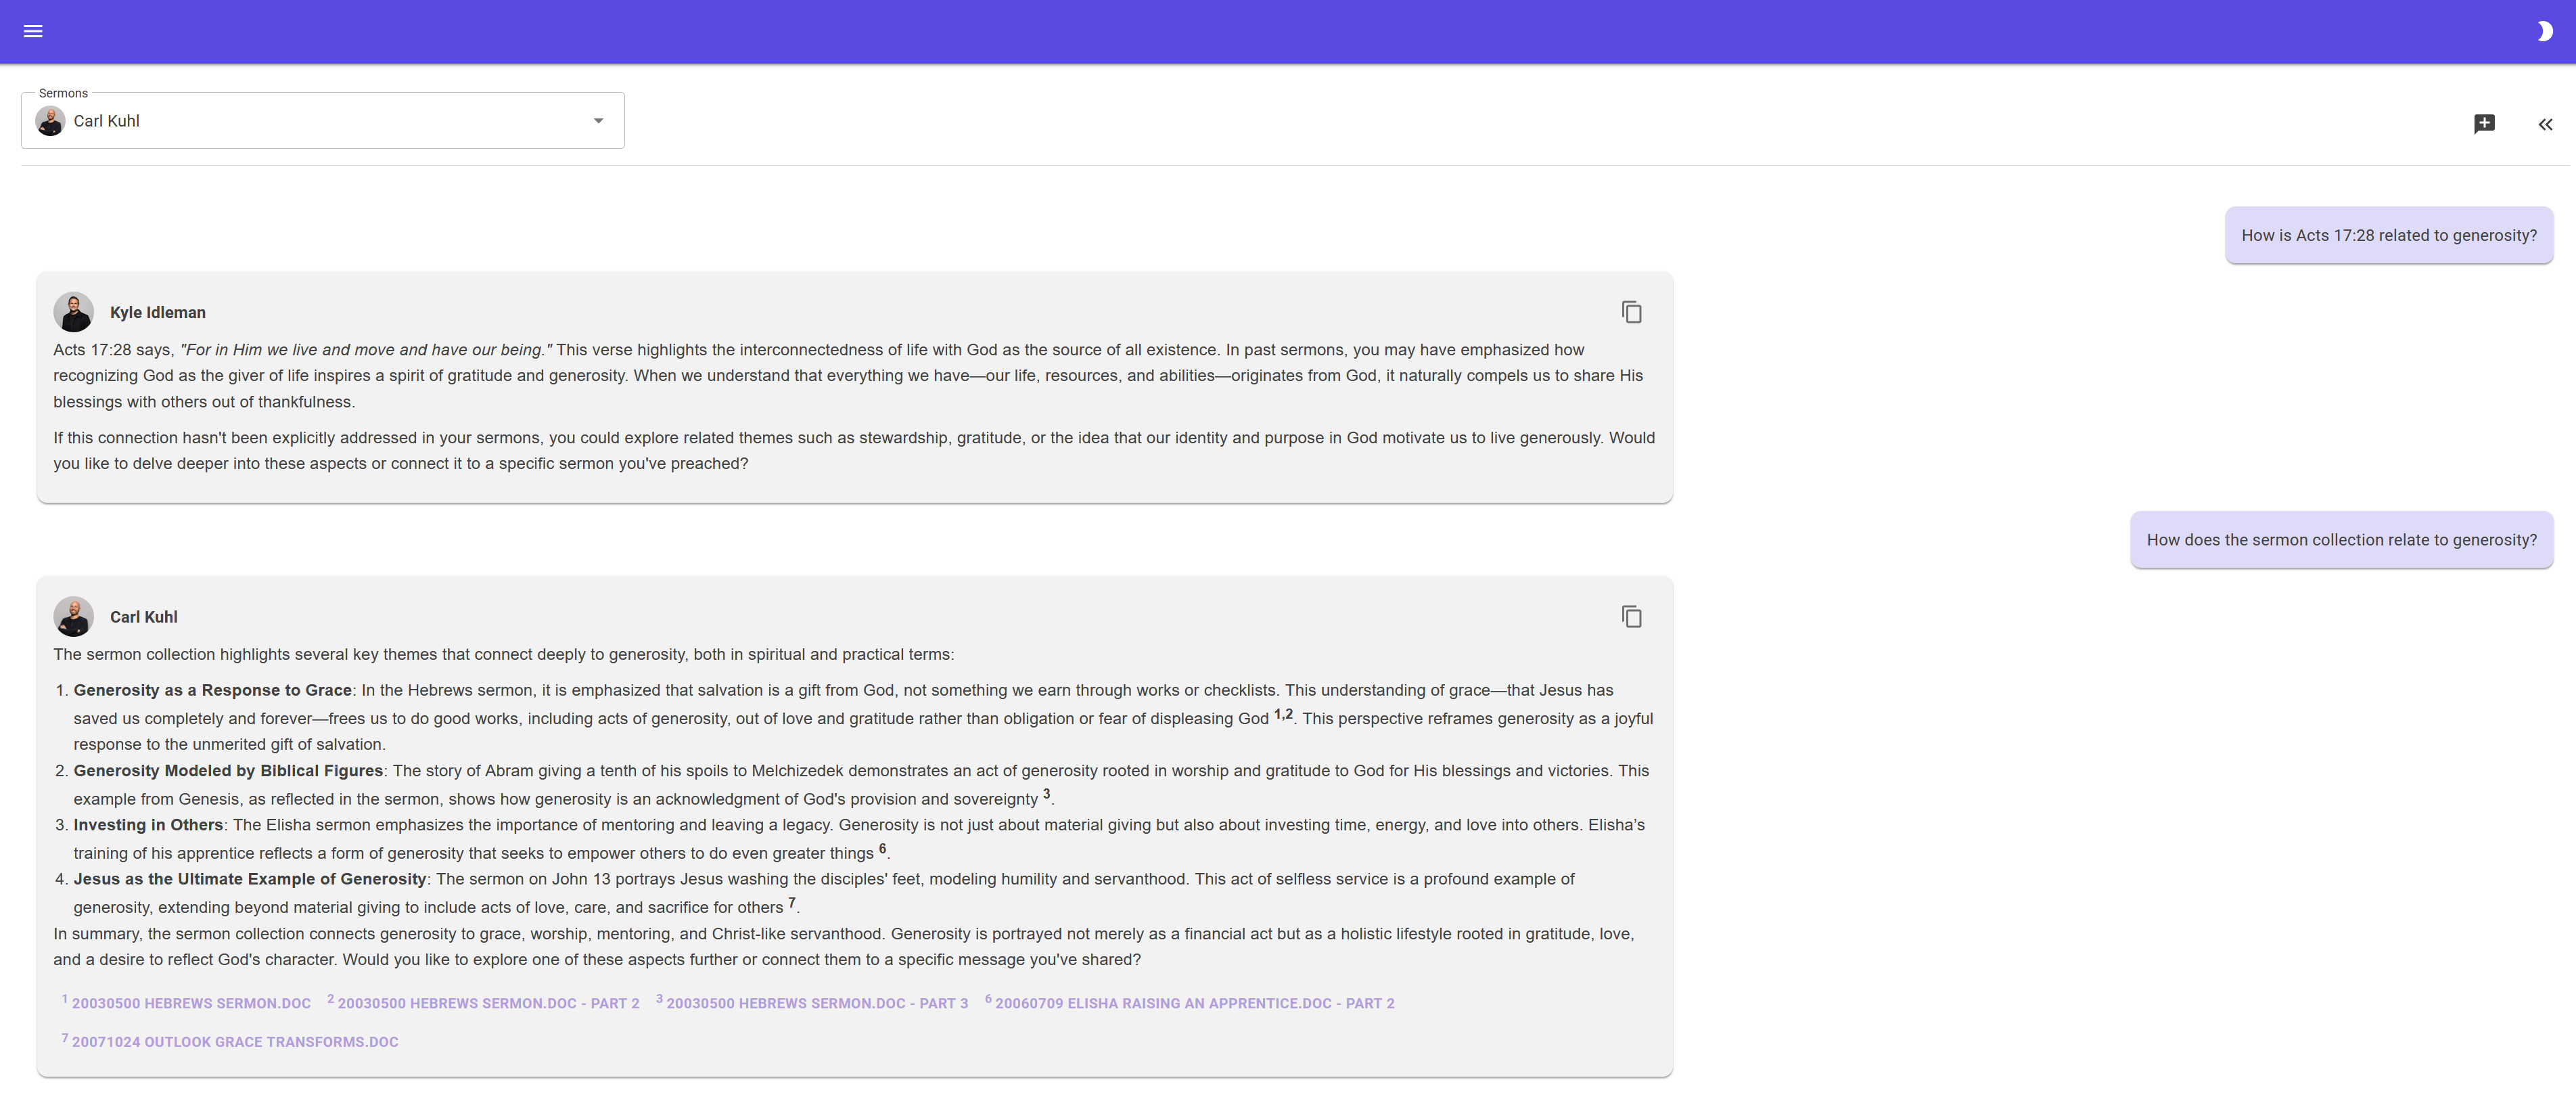 Sermons
Carl Kuhl
How is Acts 17:28 related to generosity?
Kyle Idleman
Acts 17:28 says, "For in Him we live and move and have our being." This verse highlights the interconnectedness of life with God as the source of all existence. In past sermons, you may have emphasized how
recognizing God as the giver of life inspires a spirit of gratitude and generosity. When we understand that everything we have—our life, resources, and abilities—originates from God, it naturally compels us to share His
blessings with others out of thankfulness.
If this connection hasn't been explicitly addressed in your sermons, you could explore related themes such as stewardship, gratitude, or the idea that our identity and purpose in God motivate us to live generously. Would
you like to delve deeper into these aspects or connect it to a specific sermon you've preached?
How does the sermon collection relate to generosity?
Carl Kuhl
The sermon collection highlights several key themes that connect deeply to generosity, both in spiritual and practical terms:
1. Generosity as a Response to Grace: In the Hebrews sermon, it is emphasized that salvation is a gift from God, not something we earn through works or checklists. This understanding of grace—that Jesus has
saved us completely and forever—frees us to do good works, including acts of generosity, out of love and gratitude rather than obligation or fear of displeasing God 1,2. This perspective reframes generosity as a joyful
response to the unmerited gift of salvation.
2. Generosity Modeled by Biblical Figures: The story of Abram giving a tenth of his spoils to Melchizedek demonstrates an act of generosity rooted in worship and gratitude to God for His blessings and victories. This
example from Genesis, as reflected in the sermon, shows how generosity is an acknowledgment of God's provision and sovereignty 3.
3. Investing in Others: The Elisha sermon emphasizes the importance of mentoring and leaving a legacy. Generosity is not just about material giving but also about investing time, energy, and love into others. Elisha's
training of his apprentice reflects a form of generosity that seeks to empower others to do even greater things 6.
4. Jesus as the Ultimate Example of Generosity: The sermon on John 13 portrays Jesus washing the disciples' feet, modeling humility and servanthood. This act of selfless service is a profound example of
generosity, extending beyond material giving to include acts of love, care, and sacrifice for others 7.
In summary, the sermon collection connects generosity to grace, worship, mentoring, and Christ-like servanthood. Generosity is portrayed not merely as a financial act but as a holistic lifestyle rooted in gratitude, love,
and a desire to reflect God's character. Would you like to explore one of these aspects further or connect them to a specific message you've shared?
1 20030500 HEBREWS SERMON.DOC 2 20030500 HEBREWS SERMON.DOC - PART 2 3 20030500 HEBREWS SERMON.DOC - PART 3 6 20060709 ELISHA RAISING AN APPRENTICE.DOC - PART 2
7 20071024 OUTLOOK GRACE TRANSFORMS.DOC